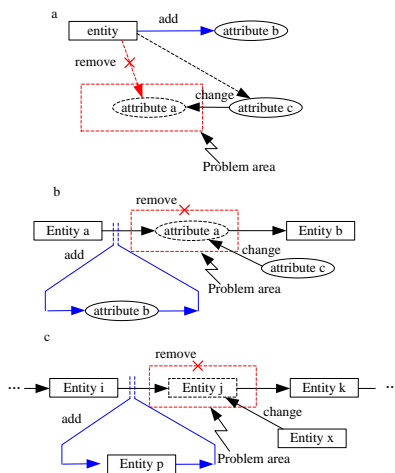 a
entity
add
attribute b
remove
attribute a
change
attribute c
Problem area
b
remove
Entity a
attribute a
Entity b
add
change
attribute c
attribute b
Problem area
c
remove
... Entity i
Entity j
Entity k ...
add
change
Entity x
Entity p
Problem area